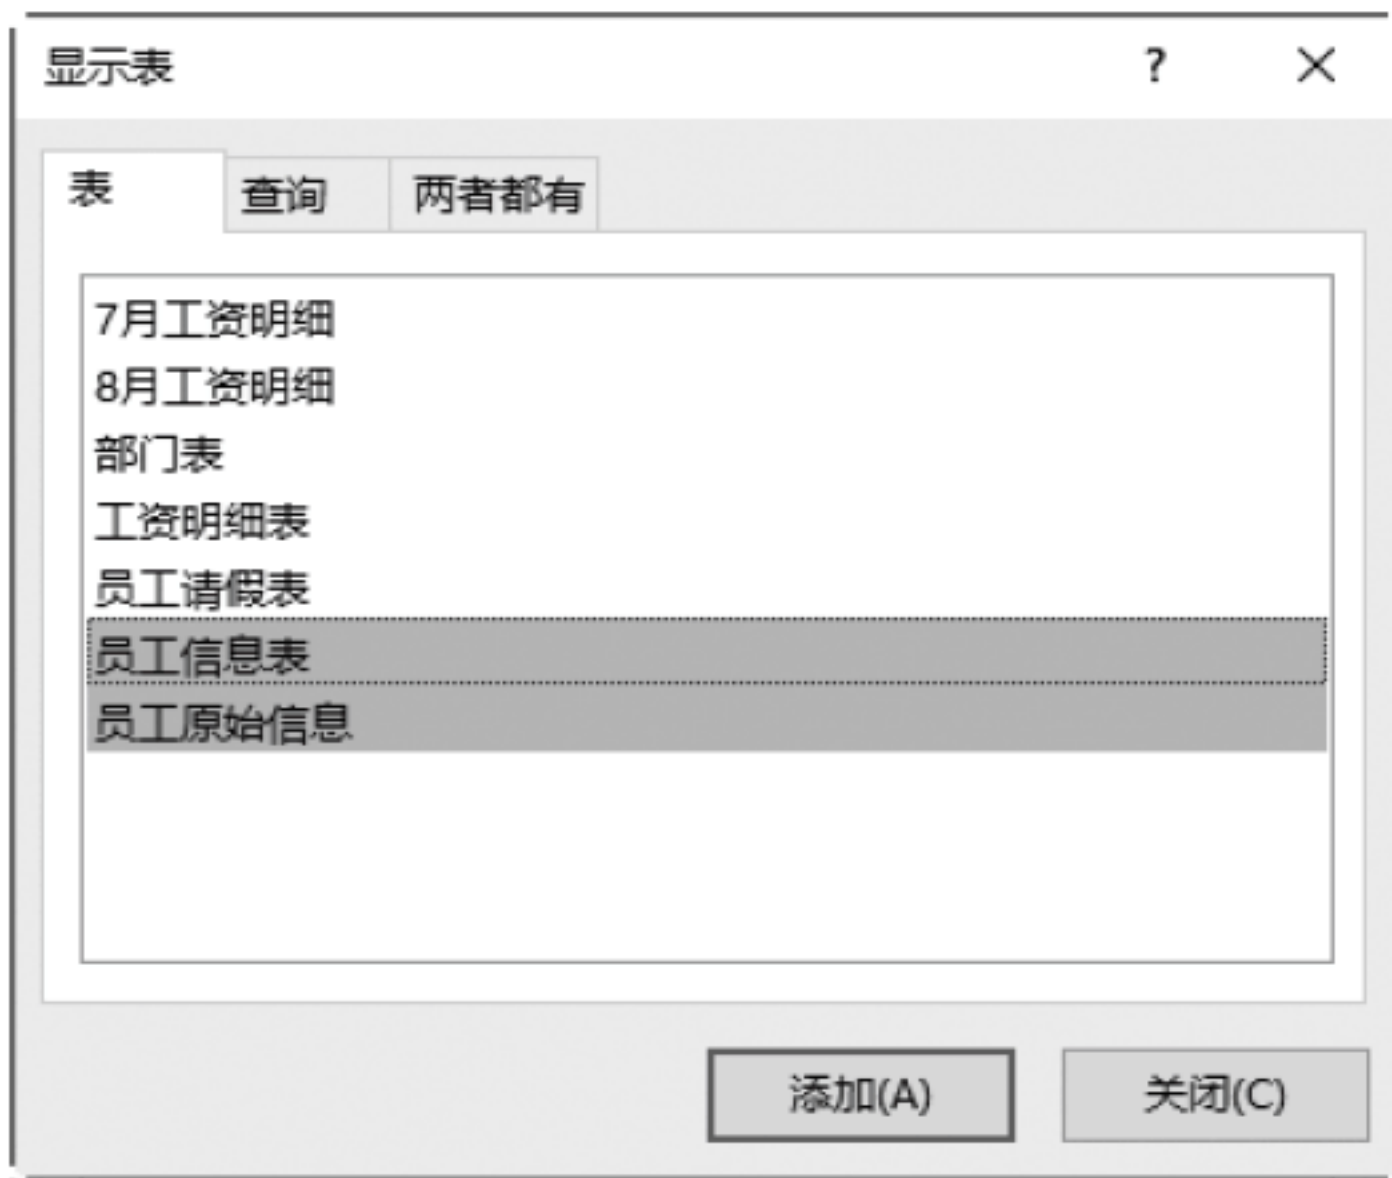 显示表 ? ×
表 查询 两者都有
7月工资明细
8月工资明细
部门表
工资明细表
员工请假表
员工信息表
员工原始信息
添加(A) 关闭(C)